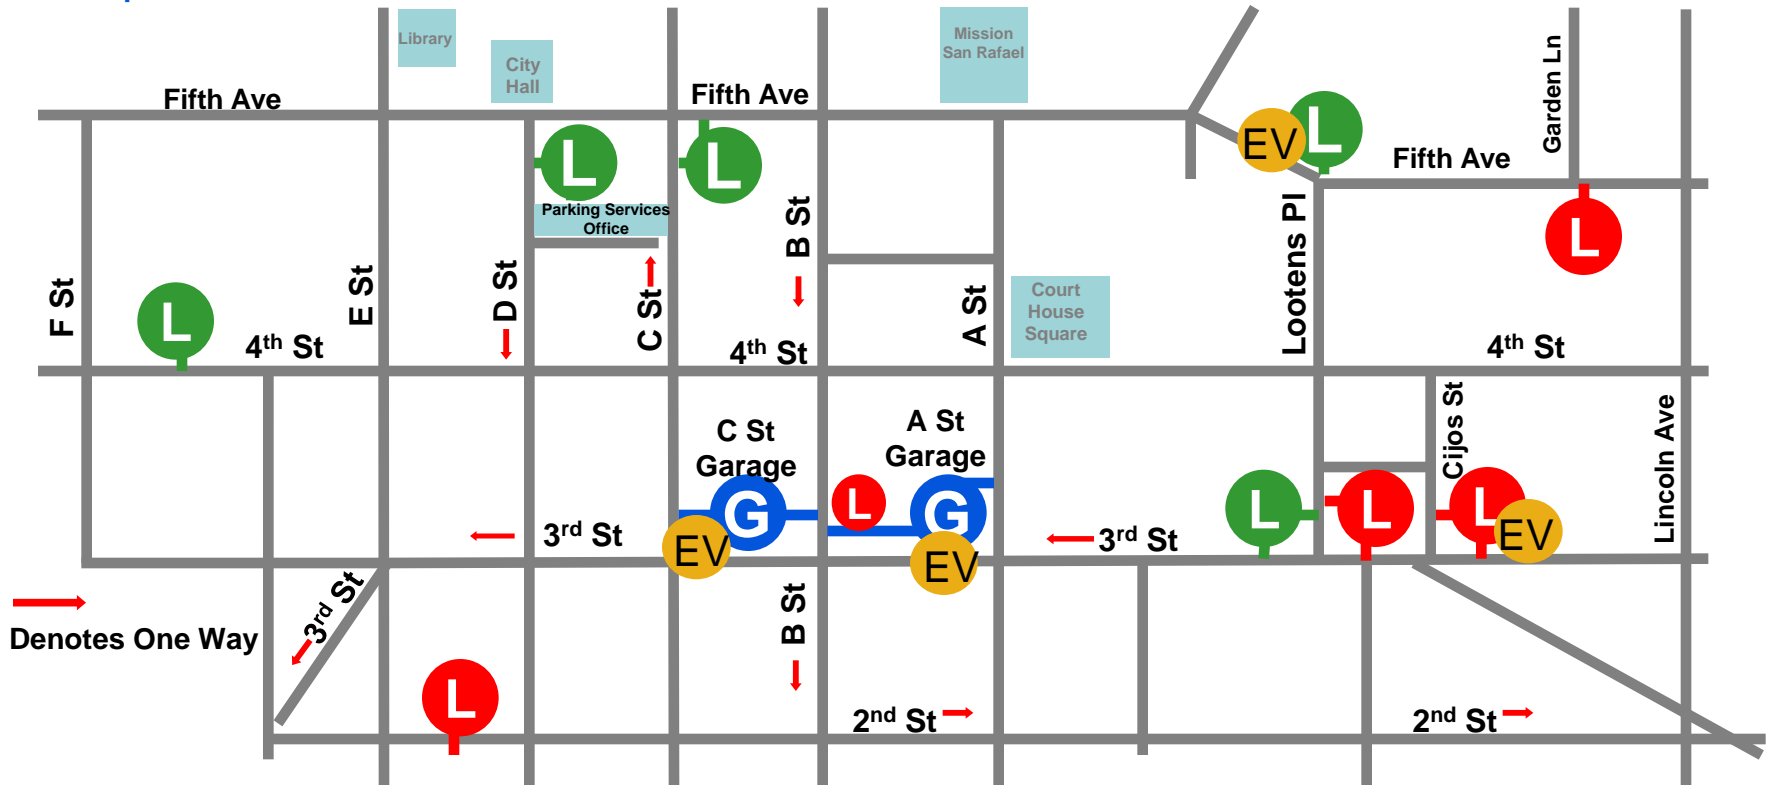 Library
City
Hall
Mission
San Rafael
Fifth Ave
Fifth Ave
Garden Ln
EV
L
Fifth Ave
L
L
Parking Services
Office
B St
L
Lootens Pl
F St
L
E St
D St
C St
A St
Court
House
Square
4th St
4th St
4th St
Cijos St
Lincoln Ave
C St
Garage
A St
Garage
G
L
G
L
L
L
EV
3rd St
EV
EV
3rd St
3rd St
Denotes One Way
B St
L
2nd St
2nd St